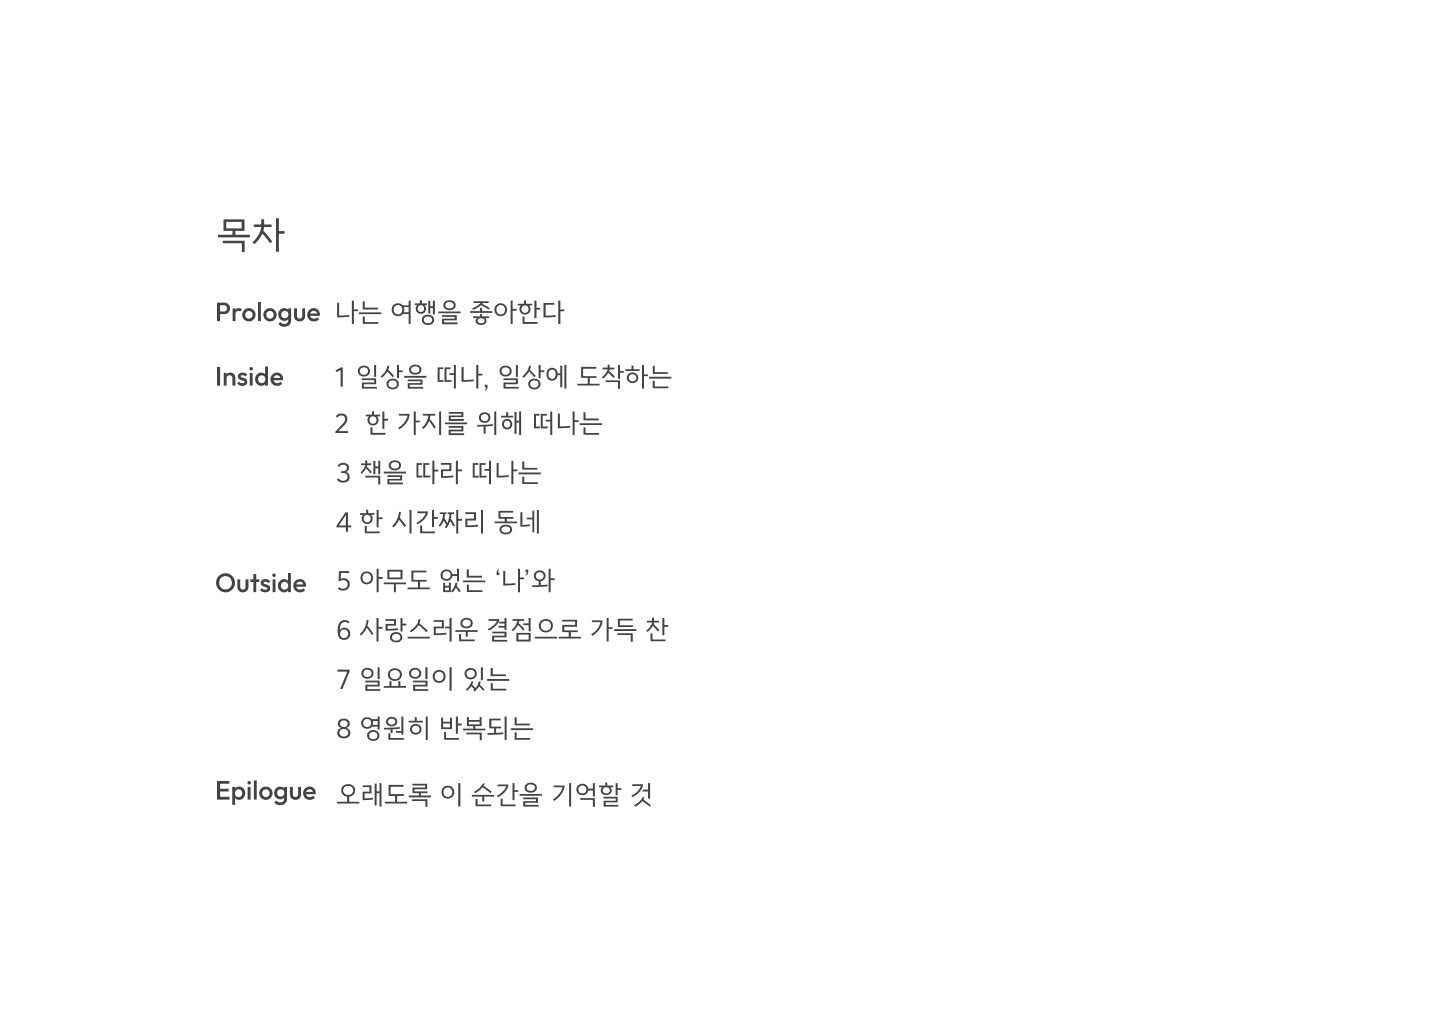 목차
Prologue 나는 여행을 좋아한다
Inside 1 일상을 떠나, 일상에 도착하는
2 한 가지를 위해 떠나는
3 책을 따라 떠나는
4 한 시간짜리 동네
Outside 5 아무도 없는 ‘나’와
6 사랑스러운 결점으로 가득 찬
7 일요일이 있는
8 영원히 반복되는
Epilogue 오래도록 이 순간을 기억할 것